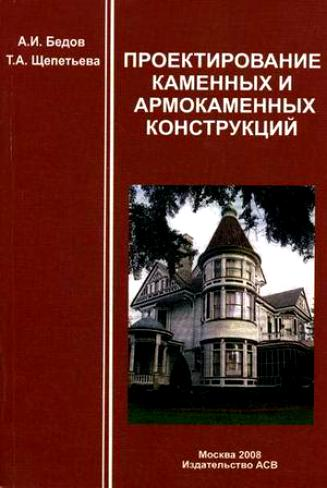 А.И. Бедов
Т.А. Щепетьева
ПРОЕКТИРОВАНИЕ
КАМЕННЫХ И
АРМОКАМЕННЫХ
КОНСТРУКЦИЙ
Москва 2008
Издательство АСВ